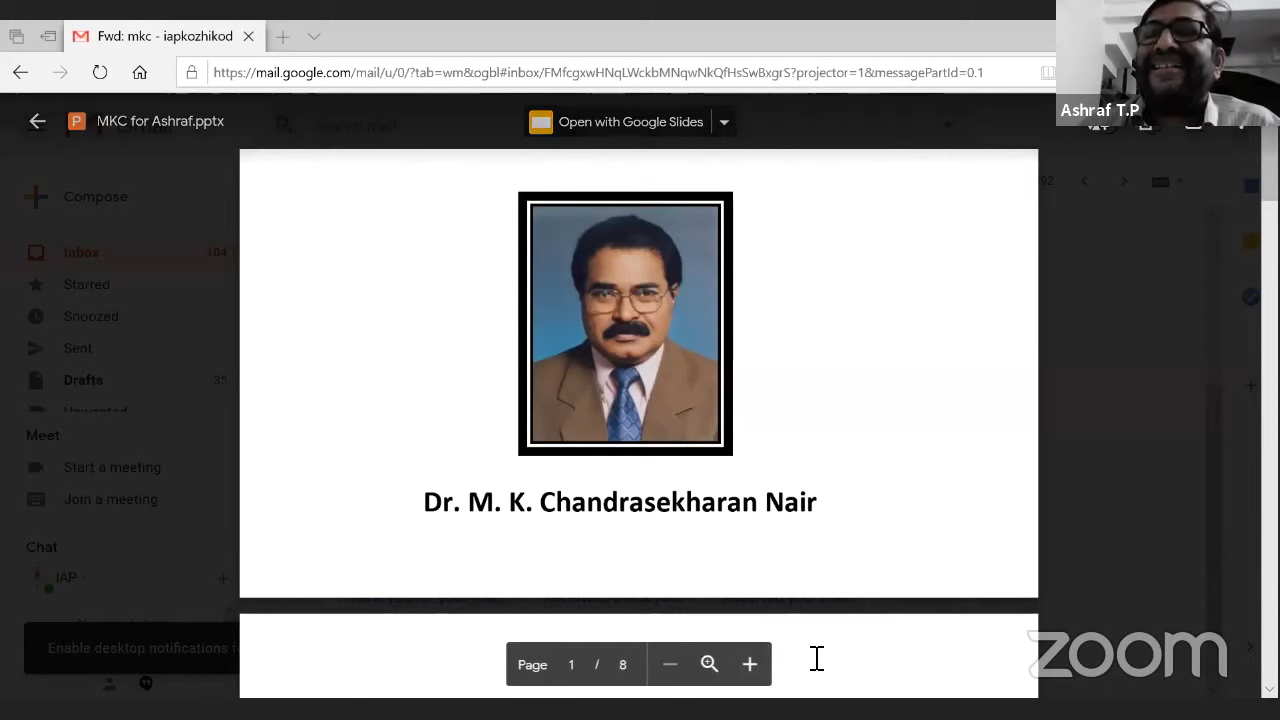 Fwd: mkc - iapkozhikod
https://mail.google.com/mail/u/0/?tab=wm&ogbl#inbox/FMfcgxwHNqLWckbMNqwNkQfHsSwBxgrS?projector=1&messagePartId=0.1
Ashraf T.P
MKC for Ashraf.pptx
Open with Google Slides
Compose
92
Inbox 104
Starred
Snoozed
Sent
Drafts 35
Meet
Start a meeting
Join a meeting
Chat
IAP
Enable desktop notifications f
Dr. M. K. Chandrasekharan Nair
Page 1 / 8
zoom